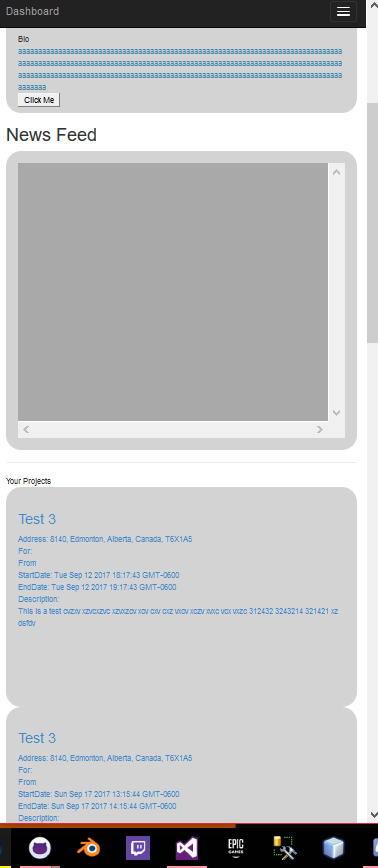 Dashboard
Bio
Click Me
News Feed
Your Projects
Test 3
Address: 8140, Edmonton, Alberta, Canada, T6X1A5
For:
From
StartDate: Tue Sep 12 2017 18:17:43 GMT-0600
EndDate: Tue Sep 12 2017 19:17:43 GMT-0600
Description:
This is a test cvzxv xzvcxzvc xzvxzcv xcv cxv cxz vxcv xczv xvxc vcx vxzc 312432 3243214 321421 xz
dsfdv
Test 3
Address: 8140, Edmonton, Alberta, Canada, T6X1A5
For:
From
StartDate: Sun Sep 17 2017 13:15:44 GMT-0600
EndDate: Sun Sep 17 2017 14:15:44 GMT-0600
Description:
EPIC
GAMES